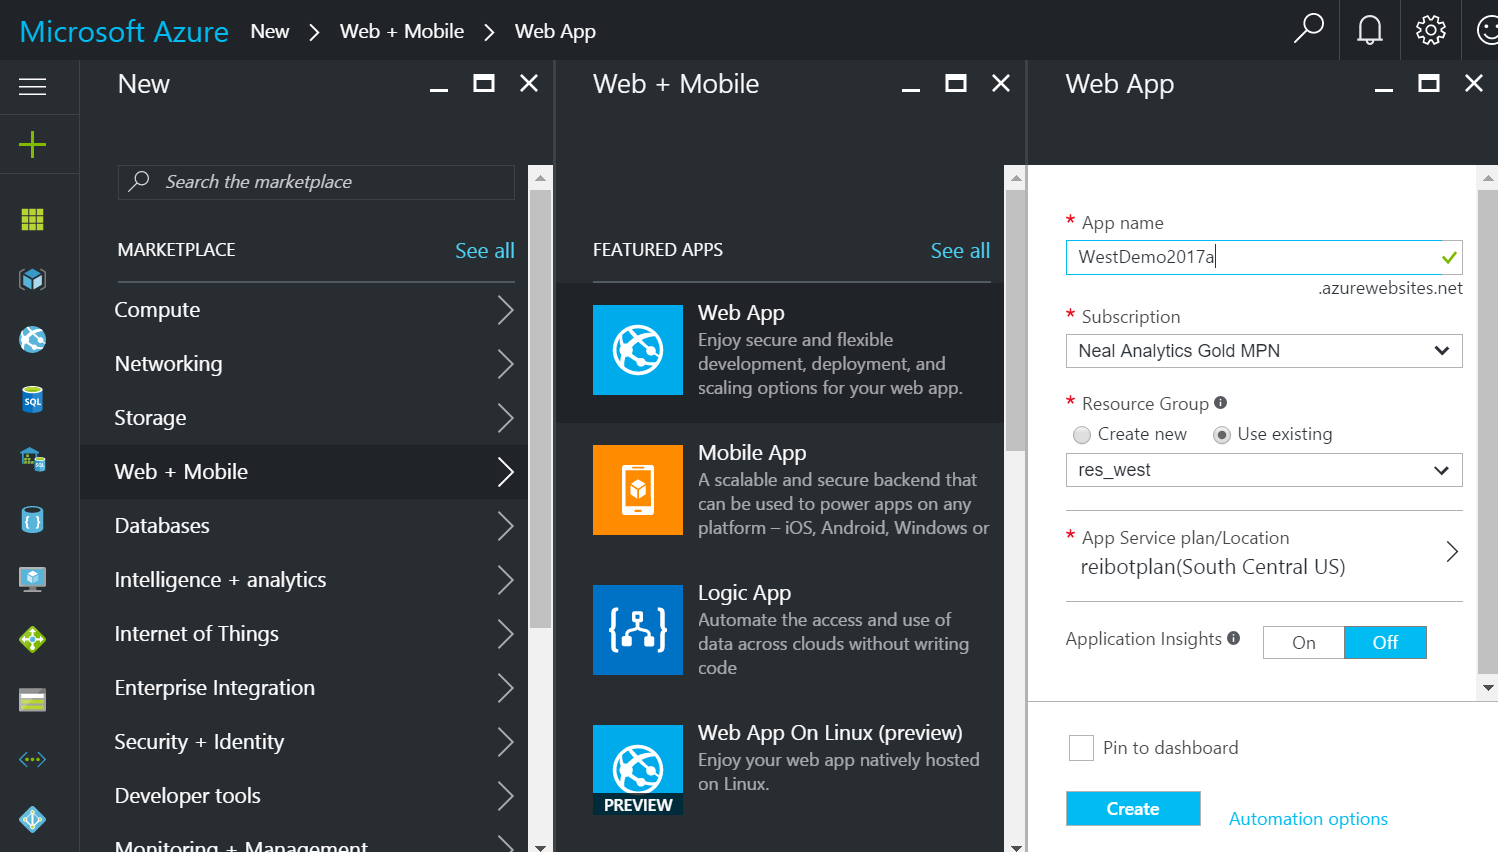 Microsoft Azure New Web + Mobile Web App
New
Search the marketplace
MARKETPLACE See all
Compute
Networking
Storage
Web + Mobile
Databases
Intelligence + analytics
Internet of Things
Enterprise Integration
Security + Identity
Developer tools
Monitoring + Management
Web + Mobile
FEATURED APPS See all
Web App
Enjoy secure and flexible
development, deployment, and
scaling options for your web app.
Mobile App
A scalable and secure backend that
can be used to power apps on any
platform – iOS, Android, Windows or
Logic App
Automate the access and use of
data across clouds without writing
code
Web App On Linux (preview)
Enjoy your web app natively hosted
on Linux.
PREVIEW
Web App
* App name
WestDemo2017a
.azurewebsites.net
* Subscription
Neal Analytics Gold MPN
* Resource Group
Create new Use existing
res_west
* App Service plan/Location
reibotplan(South Central US)
Application Insights On Off
Pin to dashboard
Create Automation options
SQL
SQL